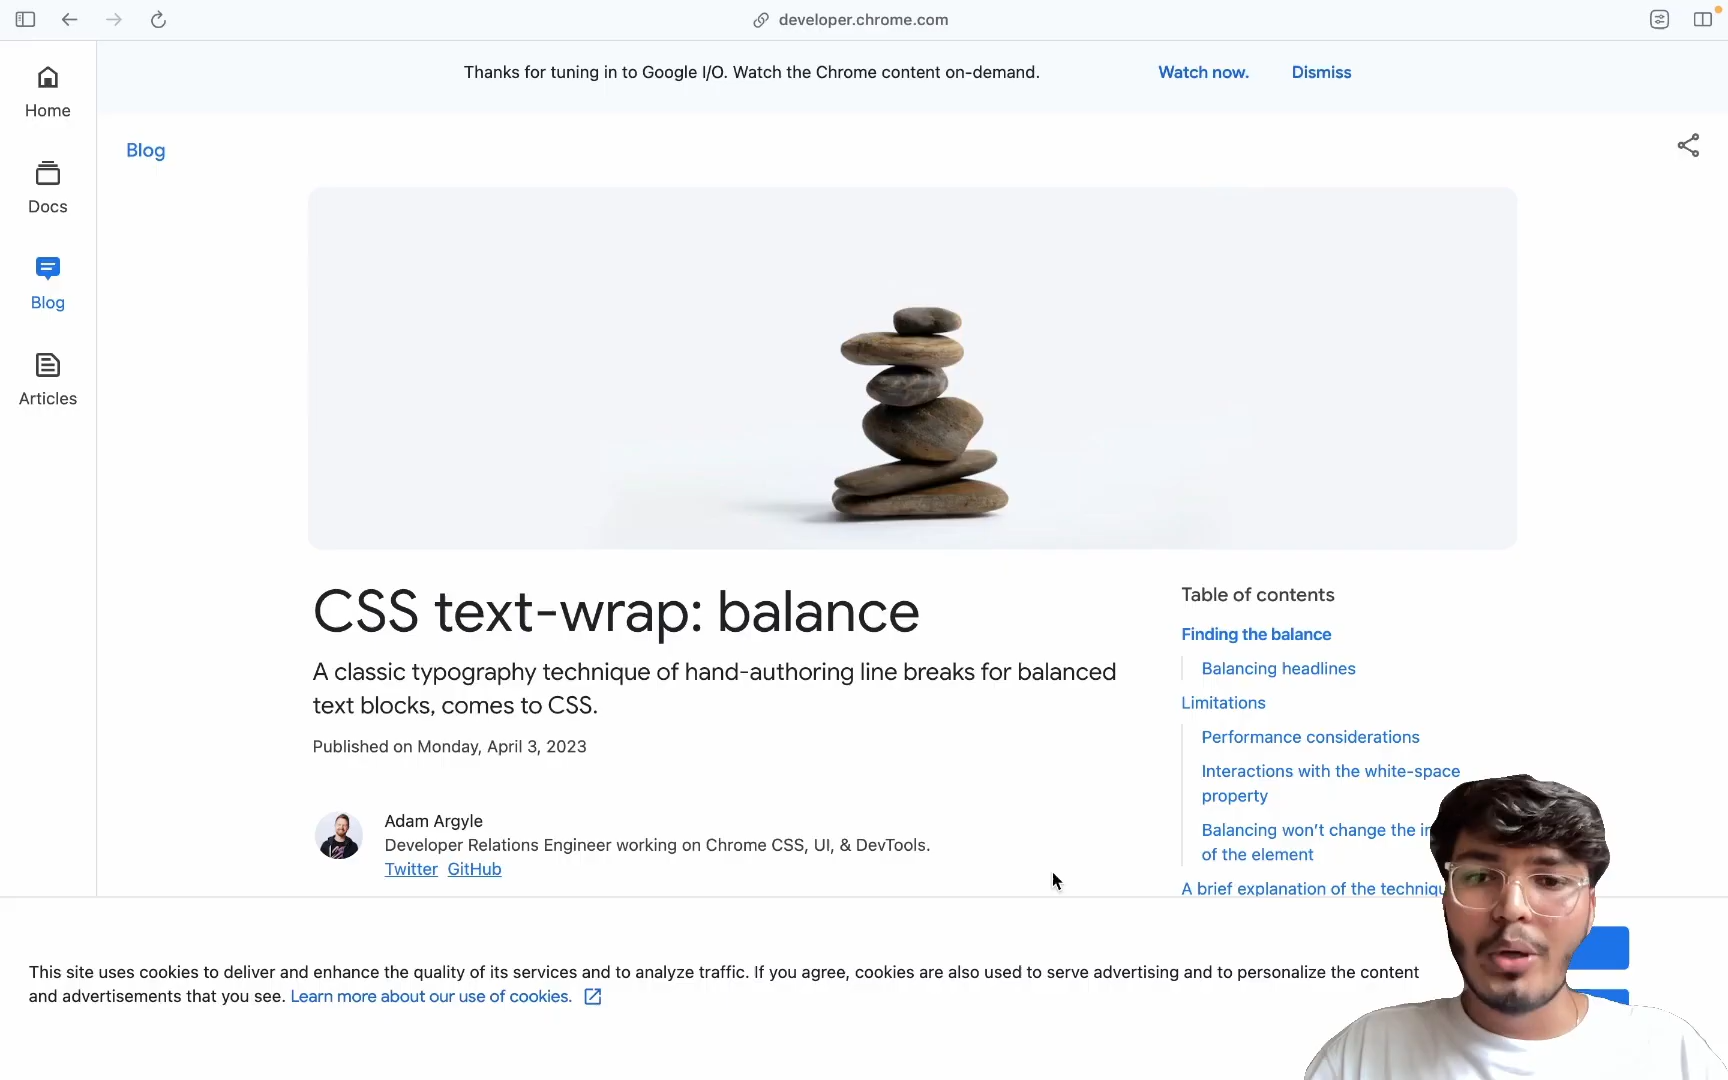 developer.chrome.com
Thanks for tuning in to Google I/O. Watch the Chrome content on-demand.
Watch now.
Dismiss
Home
Docs
Blog
Articles
Blog
CSS text-wrap: balance
A classic typography technique of hand-authoring line breaks for balanced
text blocks, comes to CSS.
Published on Monday, April 3, 2023
Adam Argyle
Developer Relations Engineer working on Chrome CSS, UI, & DevTools.
Twitter GitHub
Table of contents
Finding the balance
Balancing headlines
Limitations
Performance considerations
Interactions with the white-space
property
Balancing won't change the
of the element
A brief explanation of the
This site uses cookies to deliver and enhance the quality of its services and to analyze traffic. If you agree, cookies are also used to serve advertising and to personalize the content
and advertisements that you see. Learn more about our use of cookies.